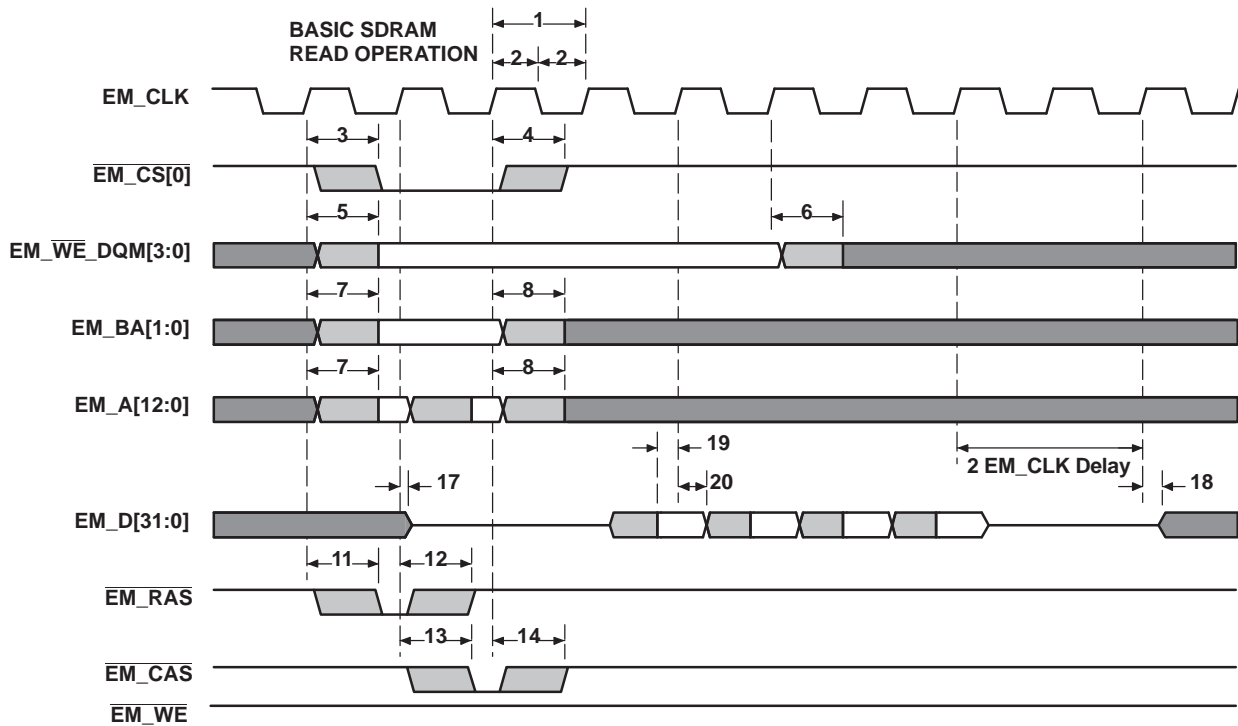 1
BASIC SDRAM
READ OPERATION
2 2
EM_CLK
3 4
EM_CS[0]
5 6
EM_WE_DQM[3:0]
7 8
EM_BA[1:0]
7 8
EM_A[12:0]
19
2 EM_CLK Delay
17 20 18
EM_D[31:0]
11 12
EM_RAS
13 14
EM_CAS
EM_WE